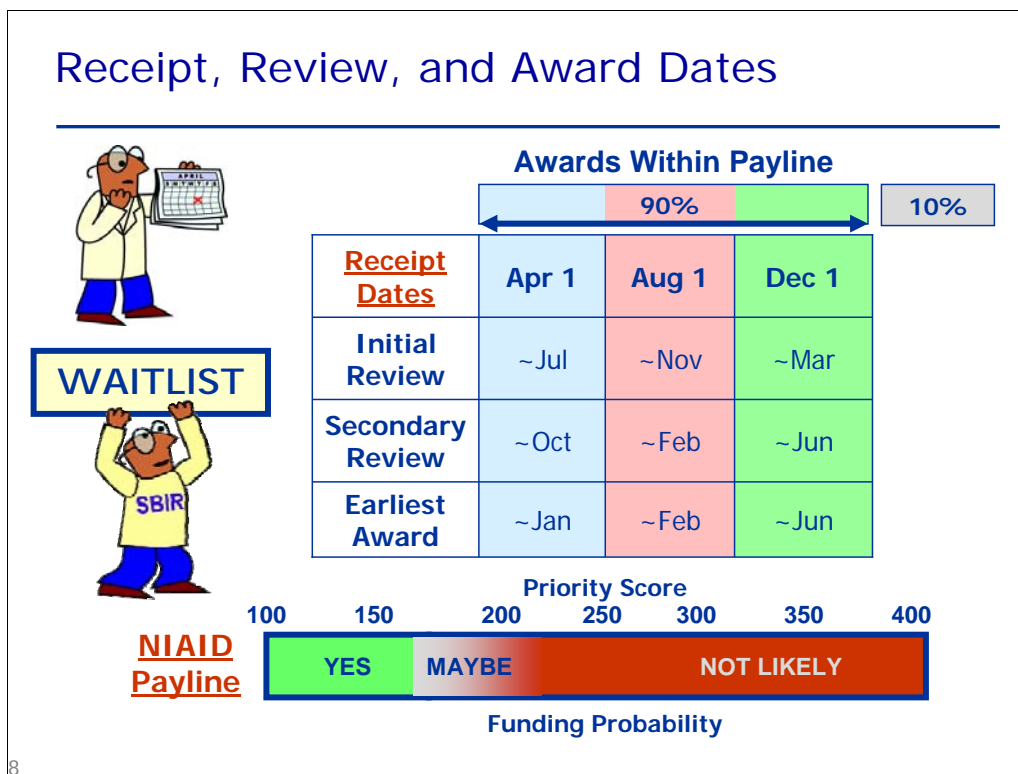 Receipt, Review, and Award Dates
APRIL
S M T W T F S
Awards Within Payline
90%
10%
Receipt
Dates
Apr 1
Aug 1
Dec 1
Initial
Review
~Jul
~Nov
~Mar
WAITLIST
Secondary
Review
~Oct
~Feb
~Jun
SBIR
Earliest
Award
~Jan
~Feb
~Jun
Priority Score
100 150 200 250 300 350 400
NIAID
Payline
YES
MAYBE
NOT LIKELY
Funding Probability
8